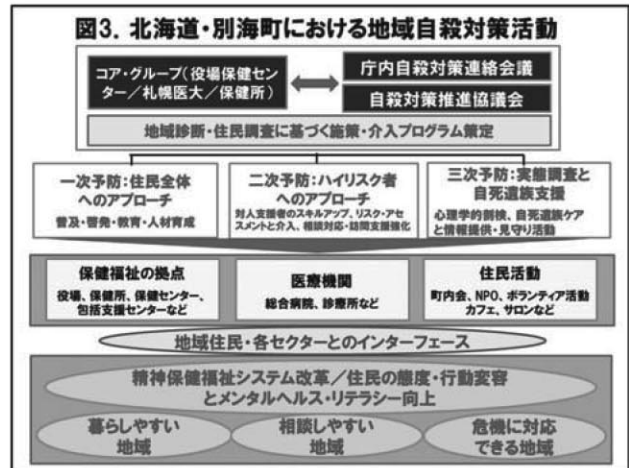 図3．北海道・別海町における地域自殺対策活動
コア・グループ（役場保健セン
ター／札幌医大／保健所）
庁内自殺対策連絡会議
自殺対策推進協議会
地域診断・住民調査に基づく施策・介入プログラム策定
一次予防：住民全体
へのアプローチ
普及・啓発・教育・人材育成
二次予防：ハイリスク者
へのアプローチ
対人支援者のスキルアップ、リスク・アセ
スメントと介入、相談対応・訪問支援強化
三次予防：実態調査と
自死遺族支援
心理学的剖検、自死遺族ケア
と情報提供・見守り活動
保健福祉の拠点
役場、保健所、保健センター、
包括支援センターなど
医療機関
総合病院、診療所など
住民活動
町内会、NPO、ボランティア活動
カフェ、サロンなど
地域住民・各セクターとのインターフェース
精神保健福祉システム改革／住民の態度・行動変容
とメンタルヘルス・リテラシー向上
暮らしやすい
地域
相談しやすい
地域
危機に対応
できる地域